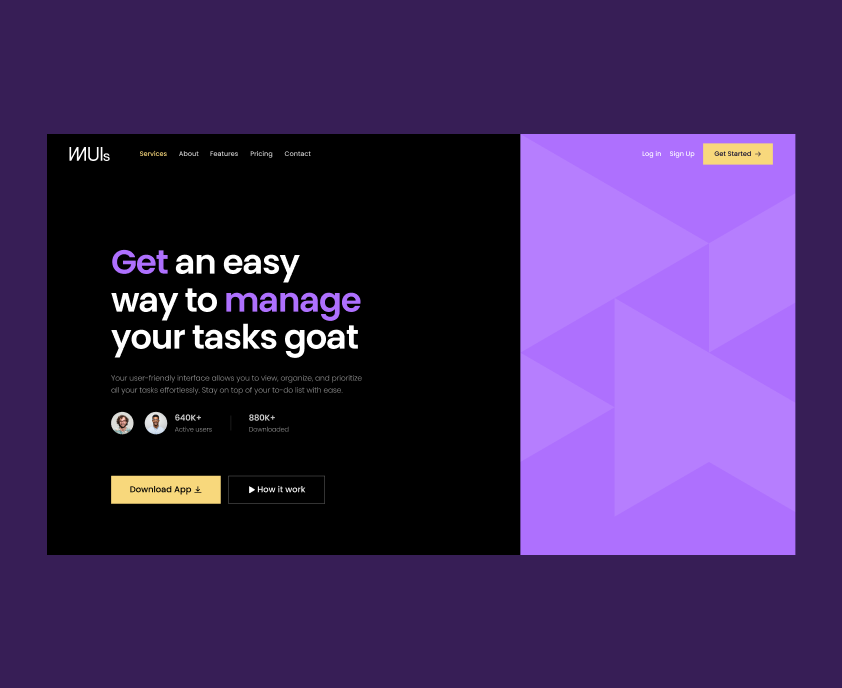 MUIs
Services About Features Pricing Contact
Log in Sign Up Get Started
Get an easy
way to manage
your tasks goat
Your user-friendly interface allows you to view, organize, and prioritize
all your tasks effortlessly. Stay on top of your to-do list with ease.
640K+ 880K+
Active users Downloaded
Download App How it work